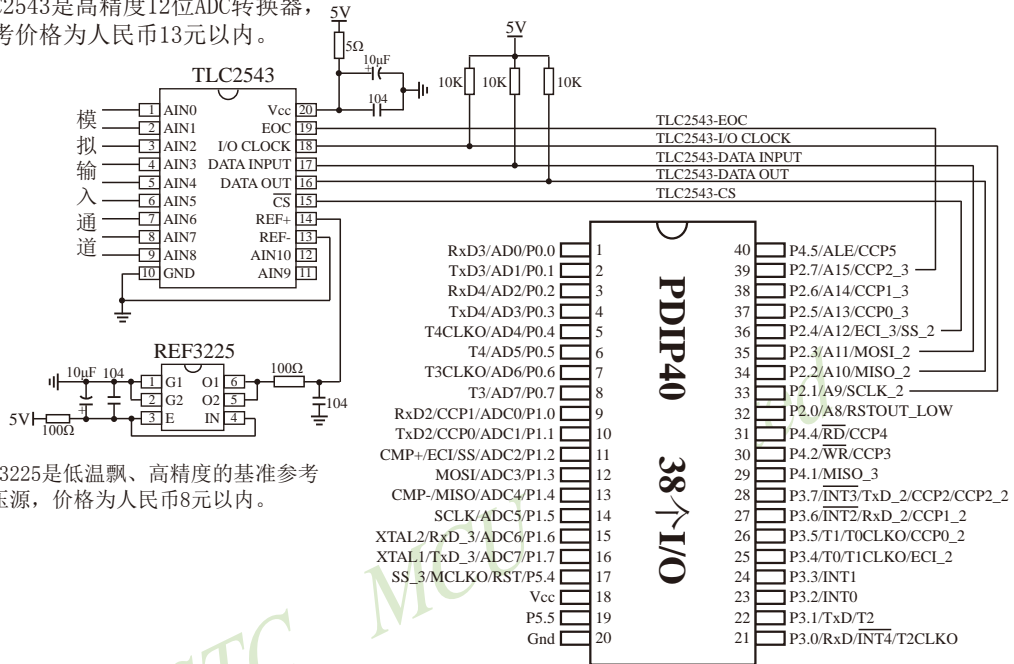 C2543是高精度12位ADC转换器，
考价格为人民币13元以内。
5V
5Ω
10μF
+
104
5V
10K
10K
10K
TLC2543
模拟输入通道
1 AIN0
2 AIN1
3 AIN2
4 AIN3
5 AIN4
6 AIN5
7 AIN6
8 AIN7
9 AIN8
10 GND
Vcc 20
EOC 19
I/O CLOCK 18
DATA INPUT 17
DATA OUT 16
CS 15
REF+ 14
REF- 13
AIN10 12
AIN9 11
TLC2543-EOC
TLC2543-I/O CLOCK
TLC2543-DATA INPUT
TLC2543-DATA OUT
TLC2543-CS
REF3225
10μF
104
+
1 G1
2 G2
3 E
O1 6
O2 5
IN 4
100Ω
104
5V
100Ω
3225是低温飘、高精度的基准参考
压源，价格为人民币8元以内。
PDIP40 38个I/O
RxD3/AD0/P0.0 1
TxD3/AD1/P0.1 2
RxD4/AD2/P0.2 3
TxD4/AD3/P0.3 4
T4CLKO/AD4/P0.4 5
T4/AD5/P0.5 6
T3CLKO/AD6/P0.6 7
T3/AD7/P0.7 8
RxD2/CCP1/ADC0/P1.0 9
TxD2/CCP0/ADC1/P1.1 10
CMP+/ECI/SS/ADC2/P1.2 11
MOSI/ADC3/P1.3 12
CMP-/MISO/ADC4/P1.4 13
SCLK/ADC5/P1.5 14
XTAL2/RxD_3/ADC6/P1.6 15
XTAL1/TxD_3/ADC7/P1.7 16
SS_3/MCLKO/RST/P5.4 17
Vcc 18
P5.5 19
Gnd 20
40 P4.5/ALE/CCP5
39 P2.7/A15/CCP2_3
38 P2.6/A14/CCP1_3
37 P2.5/A13/CCP0_3
36 P2.4/A12/ECI_3/SS_2
35 P2.3/A11/MOSI_2
34 P2.2/A10/MISO_2
33 P2.1/A9/SCLK_2
32 P2.0/A8/RSTOUT_LOW
31 P4.4/RD/CCP4
30 P4.2/WR/CCP3
29 P4.1/MISO_3
28 P3.7/INT3/TxD_2/CCP2/CCP2_2
27 P3.6/INT2/RxD_2/CCP1_2
26 P3.5/T1/T0CLKO/CCP0_2
25 P3.4/T0/T1CLKO/ECI_2
24 P3.3/INT1
23 P3.2/INT0
22 P3.1/TxD/T2
21 P3.0/RxD/INT4/T2CLKO
STC MCU